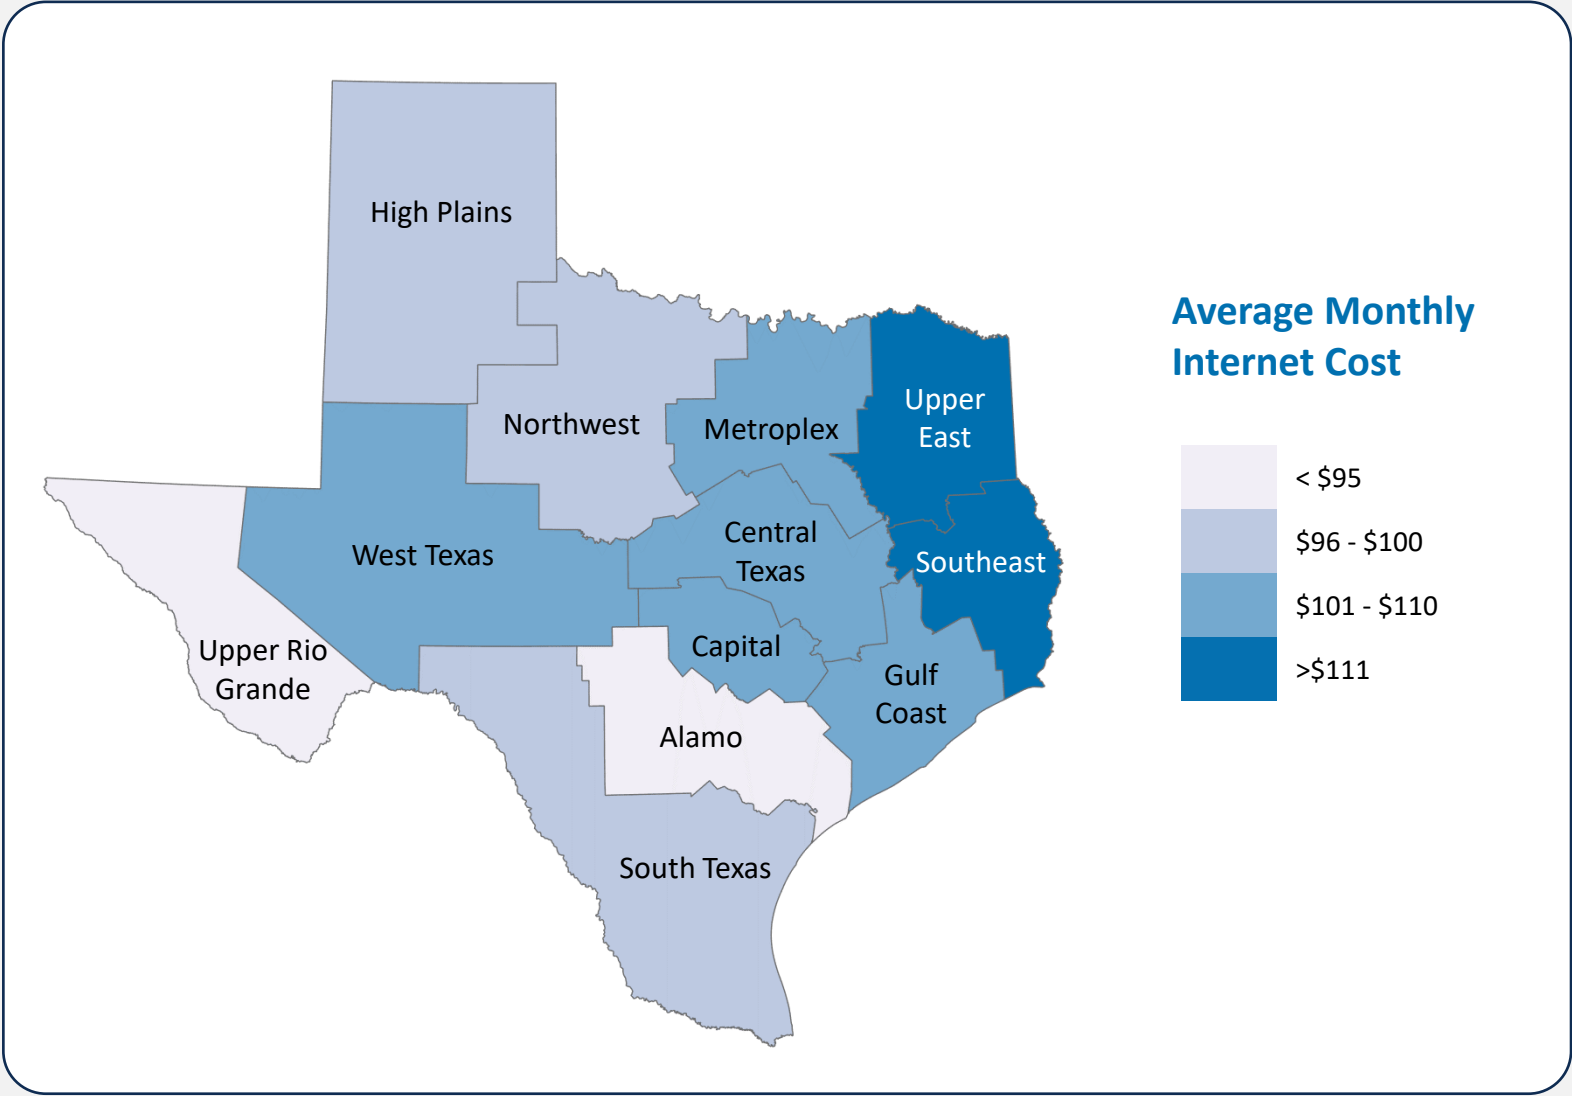 High Plains
Northwest
Metroplex
Upper
East
West Texas
Central
Texas
Southeast
Upper Rio
Grande
Capital
Gulf
Coast
Alamo
South Texas
Average Monthly
Internet Cost
< $95
$96 - $100
$101 - $110
>$111